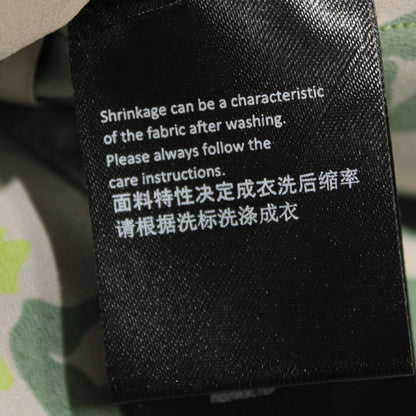 Shrinkage can be a characteristic
of the fabric after washing.
Please always follow the
care instructions.
面料特性决定成衣洗后缩率
请根据洗标洗涤成衣